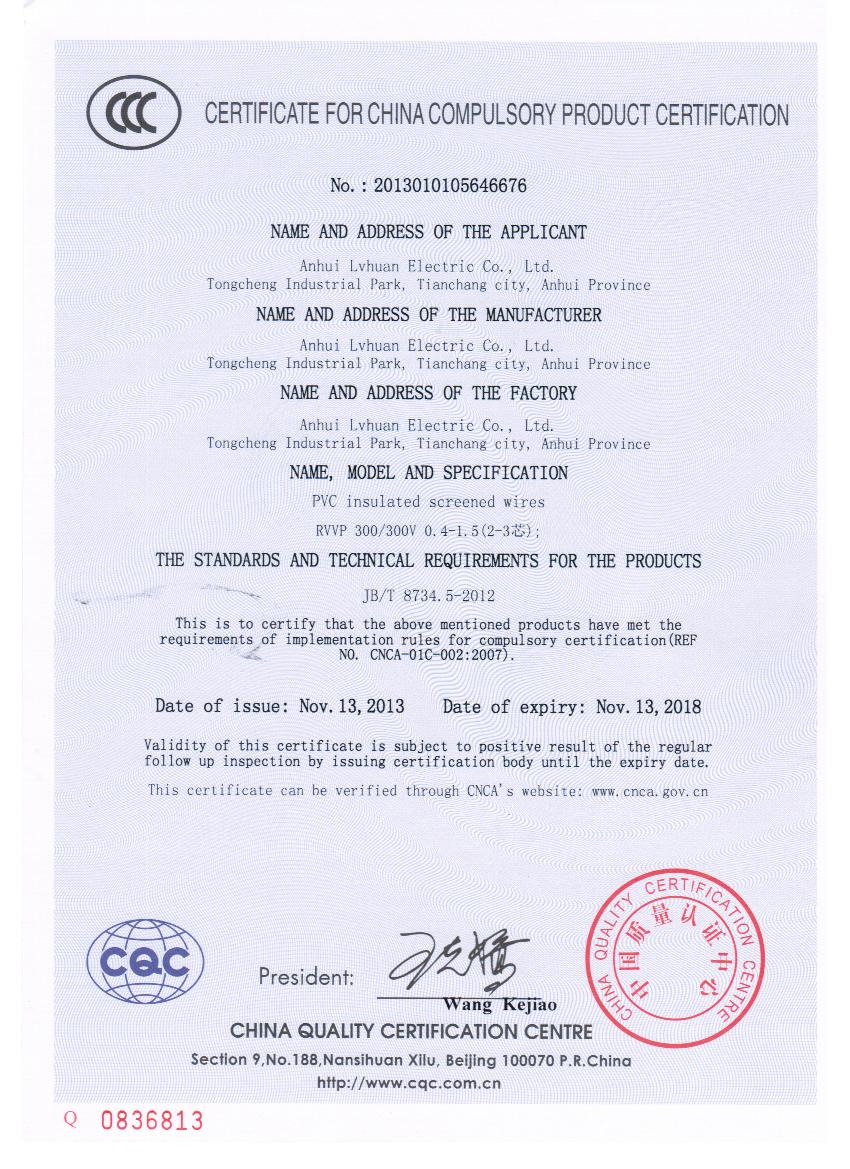 CCC CERTIFICATE FOR CHINA COMPULSORY PRODUCT CERTIFICATION
No.: 2013010105646676
NAME AND ADDRESS OF THE APPLICANT
Anhui Lvhuan Electric Co., Ltd.
Tongcheng Industrial Park, Tianchang city, Anhui Province
NAME AND ADDRESS OF THE MANUFACTURER
Anhui Lvhuan Electric Co., Ltd.
Tongcheng Industrial Park, Tianchang city, Anhui Province
NAME AND ADDRESS OF THE FACTORY
Anhui Lvhuan Electric Co., Ltd.
Tongcheng Industrial Park, Tianchang city, Anhui Province
NAME, MODEL AND SPECIFICATION
PVC insulated screened wires
RVVP 300/300V 0.4-1.5(2-3芯);
THE STANDARDS AND TECHNICAL REQUIREMENTS FOR THE PRODUCTS
JB/T 8734.5-2012
This is to certify that the above mentioned products have met the
requirements of implementation rules for compulsory certification(REF
NO. CNCA-01C-002:2007).
Date of issue: Nov.13,2013 Date of expiry: Nov.13,2018
Validity of this certificate is subject to positive result of the regular
follow up inspection by issuing certification body until the expiry date.
This certificate can be verified through CNCA's website: www.cnca.gov.cn
CHINA QUALITY CERTIFICATION CENTRE
中国质量认证中心
CQC
President: 王克娇
Wang Kejiao
CHINA QUALITY CERTIFICATION CENTRE
Section 9,No.188,Nansihuan Xilu, Beijing 100070 P.R.China
http://www.cqc.com.cn
Q 0836813